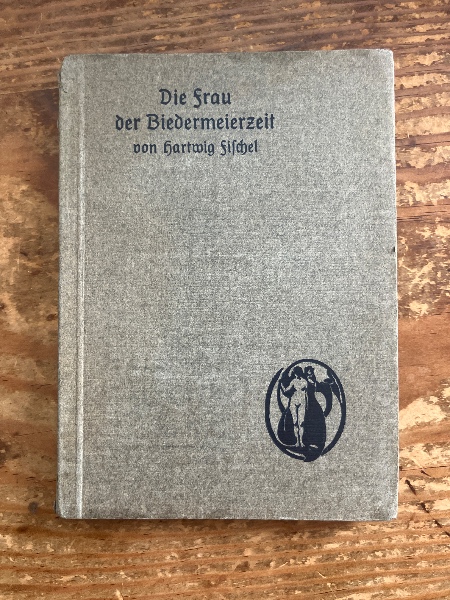 Die Frau
der Biedermeierzeit
von Hartwig Fischel